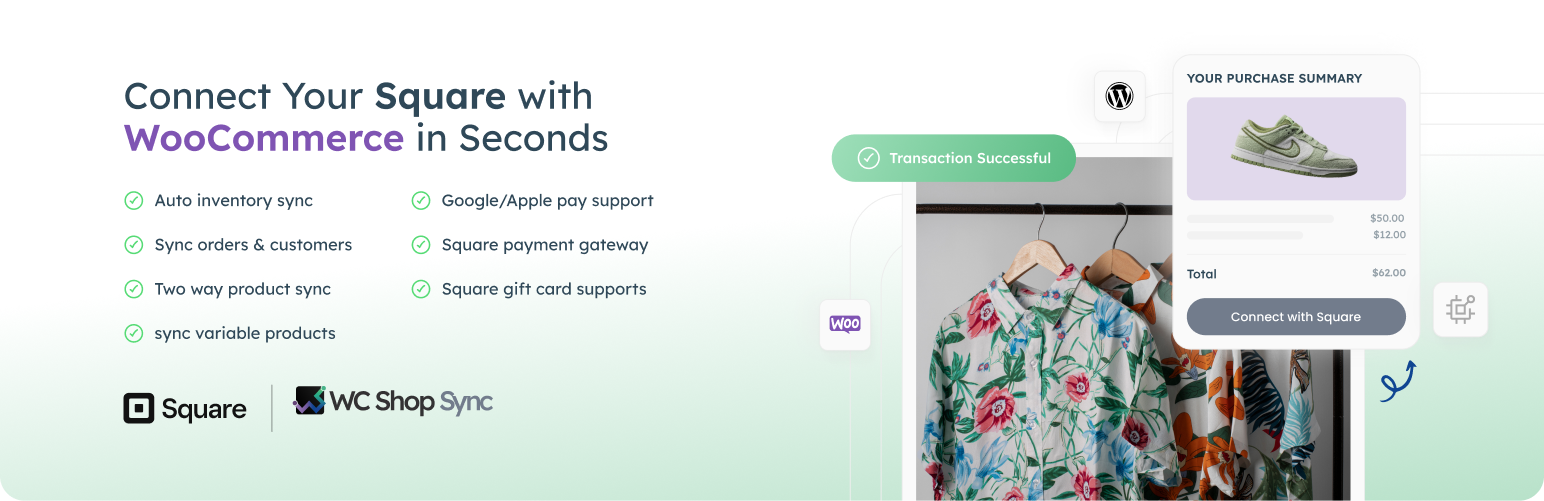 Connect Your Square with
WooCommerce in Seconds
Auto inventory sync
Google/Apple pay support
Sync orders & customers
Square payment gateway
Two way product sync
Square gift card supports
sync variable products
Square
WC Shop Sync
Transaction Successful
W
Woo
YOUR PURCHASE SUMMARY
$50.00
$12.00
Total $62.00
Connect with Square